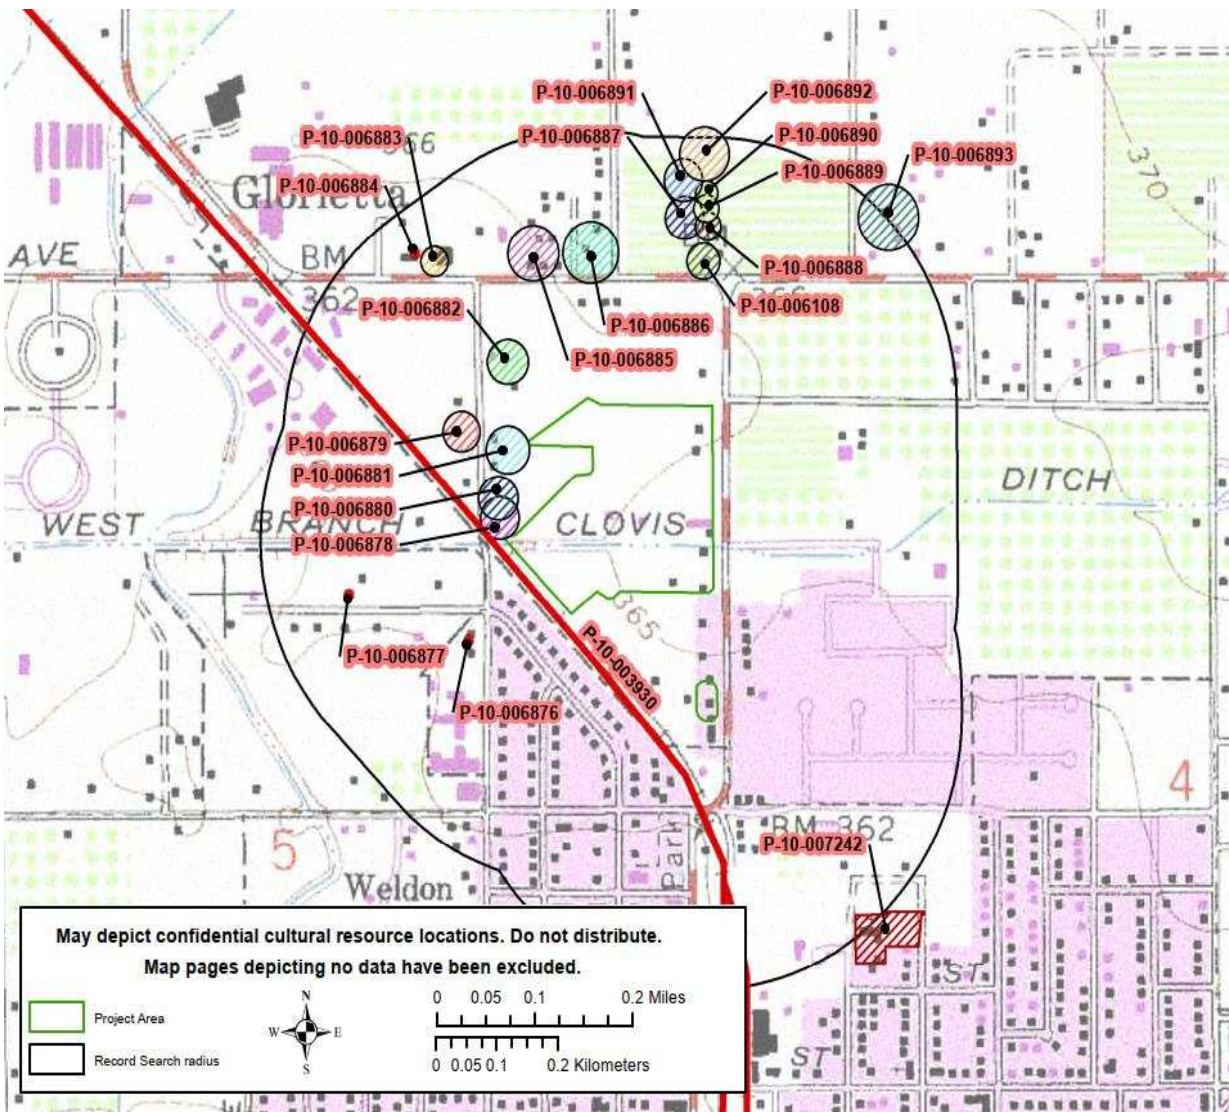 P-10-006891
P-10-006892
P-10-006883
366
P-10-006887
P-10-006890
P-10-006893
370
P-10-006884
Glorietta
P-10-006889
AVE
BM
P-10-006888
362
P-10-006882
P-10-006108
P-10-006886
P-10-006885
P-10-006879
P-10-006881
DITCH
P-10-006880
WEST BRANCH CLOVIS
P-10-006878
365
P-10-006877
P-10-003930
P-10-006876
4
5
BM 362
P-10-007242
Park
Weldon
May depict confidential cultural resource locations. Do not distribute.
Map pages depicting no data have been excluded.
ST
Project Area
N
W E
S
0 0.05 0.1 0.2 Miles
Record Search radius
0 0.05 0.1 0.2 Kilometers
ST